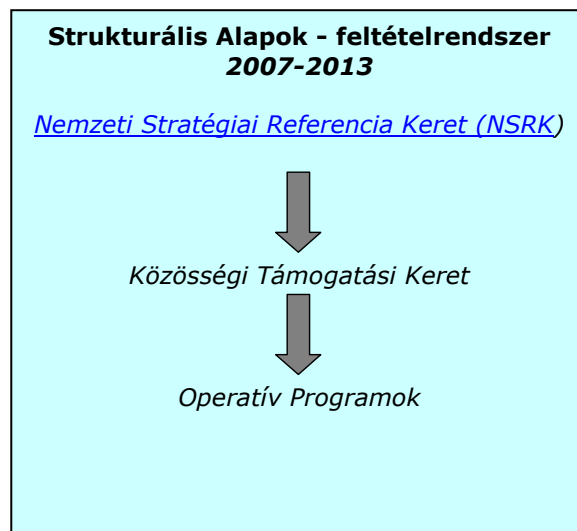 Strukturális Alapok - feltételrendszer
2007-2013
Nemzeti Stratégiai Referencia Keret (NSRK)
Közösségi Támogatási Keret
Operatív Programok